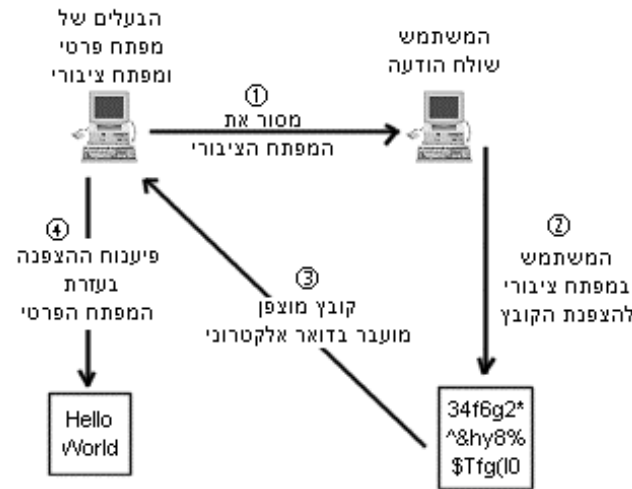 הבעלים של
מפתח פרטי
ומפתח ציבורי
המשתמש
שולח הודעה
①
מסור את
המפתח הציבורי
②
המשתמש
במפתח ציבורי
להצפנת הקובץ
③
קובץ מוצפן
מועבר בדואר אלקטרוני
④
פיענוח ההצפנה
בעזרת
המפתח הפרטי
Hello
World
34f6g2*
^&hy8%
$Tfg(l0